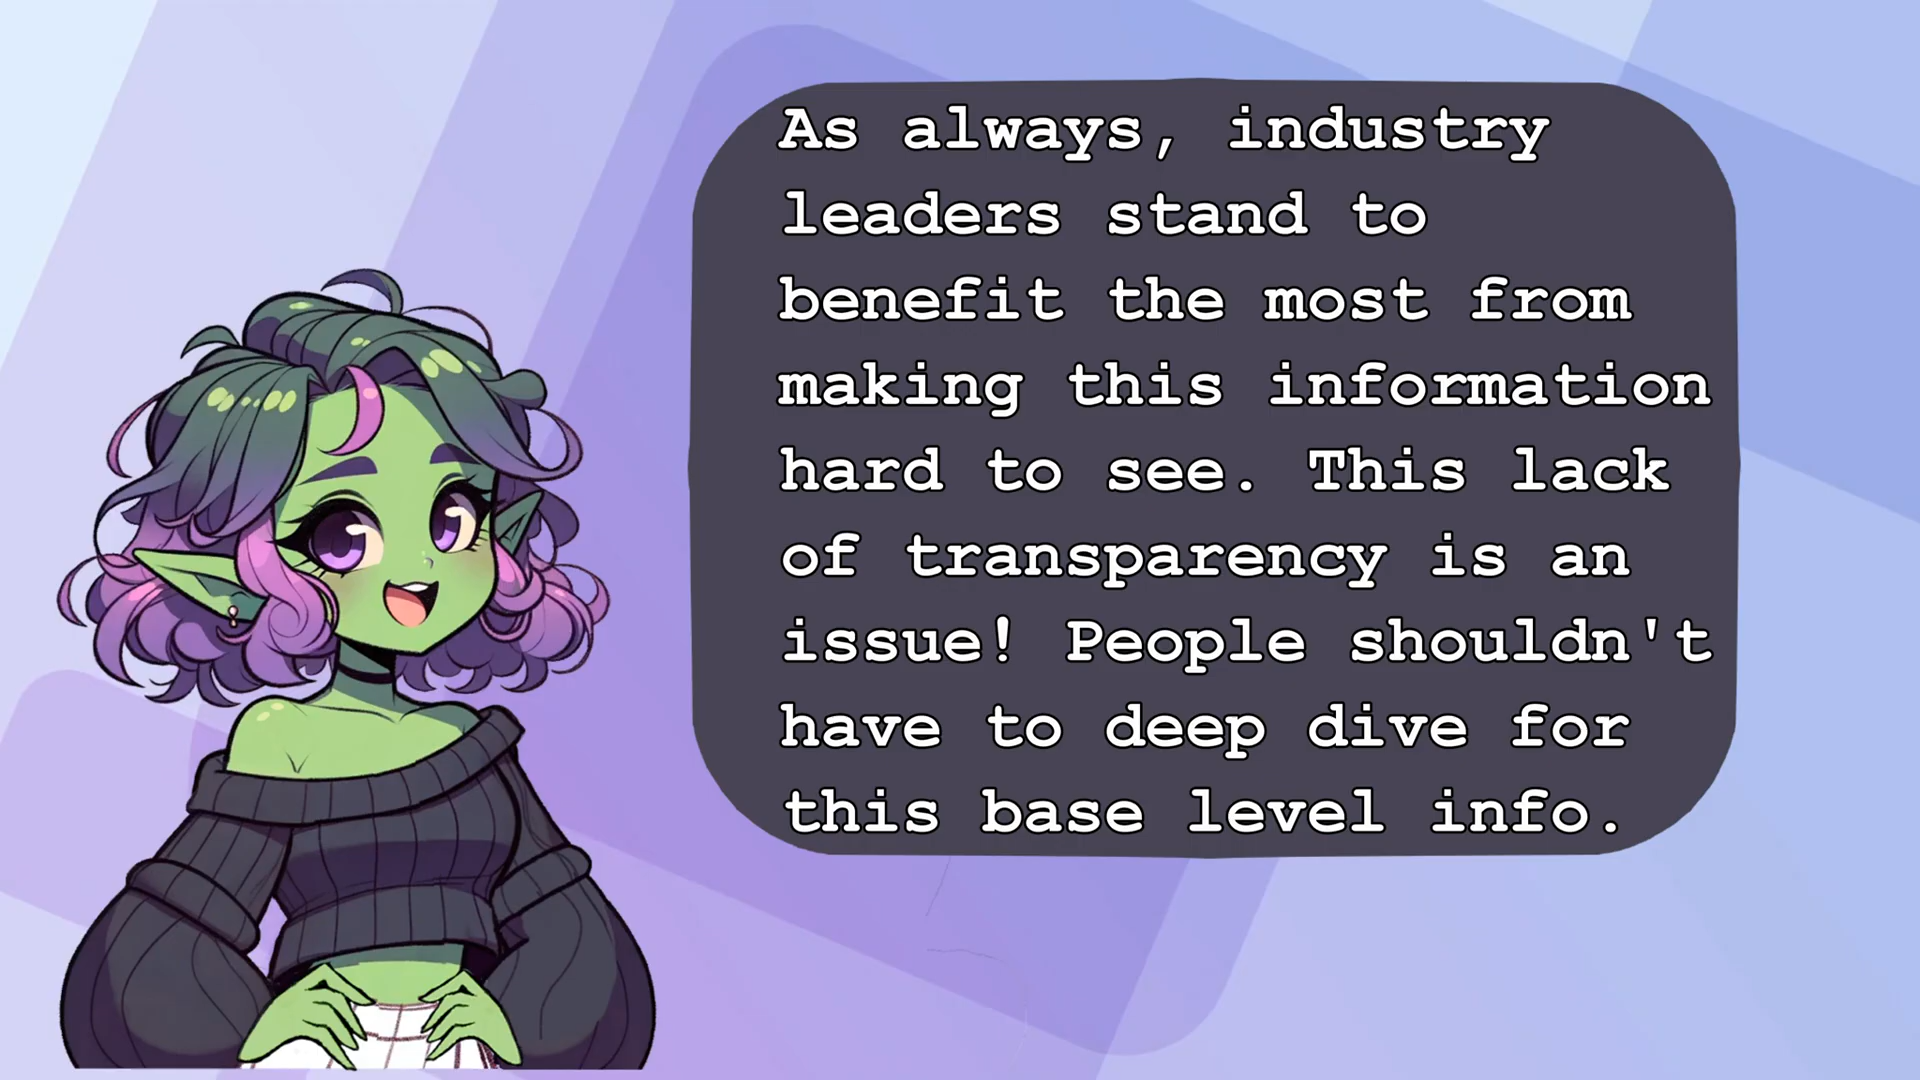 As always, industry
leaders stand to
benefit the most from
making this information
hard to see. This lack
of transparency is an
issue! People shouldn't
have to deep dive for
this base level info.